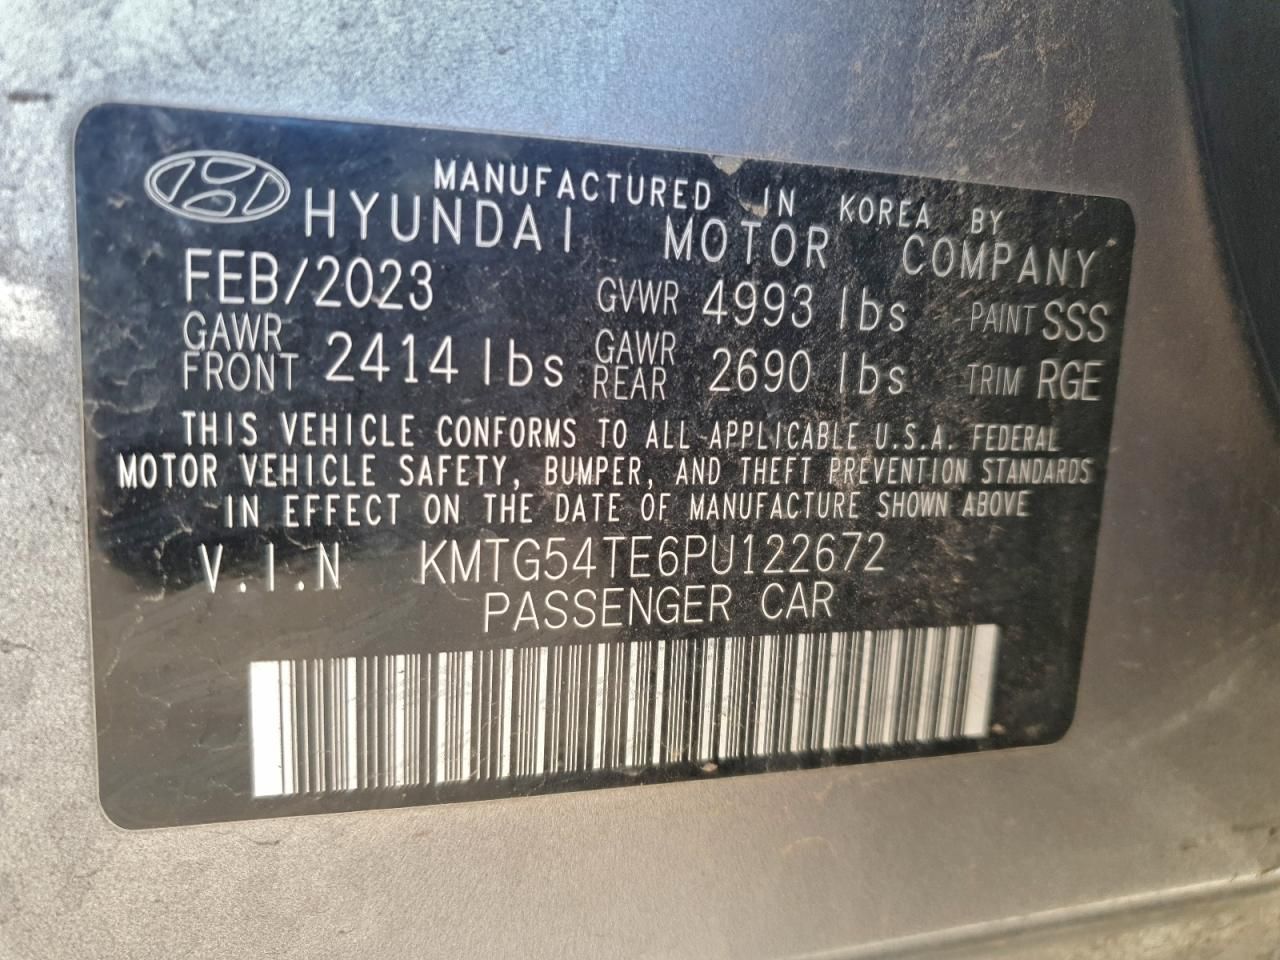 MANUFACTURED IN KOREA BY
HYUNDAI MOTOR COMPANY
FEB/2023 GVWR 4993 lbs PAINT SSS
GAWR FRONT 2414 lbs GAWR REAR 2690 lbs TRIM RGE
THIS VEHICLE CONFORMS TO ALL APPLICABLE U.S.A. FEDERAL
MOTOR VEHICLE SAFETY, BUMPER, AND THEFT PREVENTION STANDARDS
IN EFFECT ON THE DATE OF MANUFACTURE SHOWN ABOVE
V.I.N KMTG54TE6PU122672
PASSENGER CAR